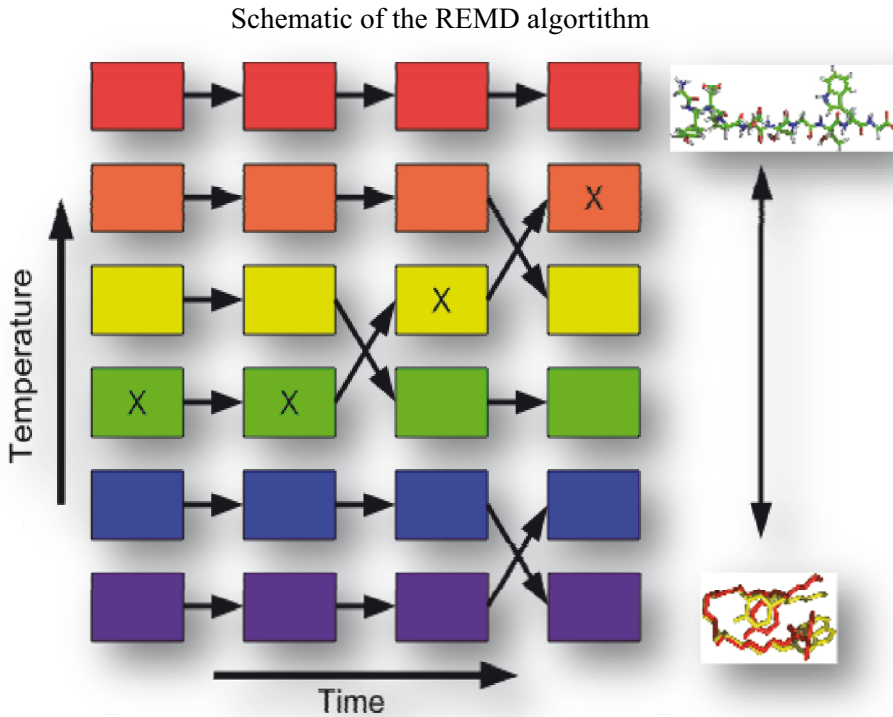 Schematic of the REMD algortithm
X
X
X X
Temperature
Time